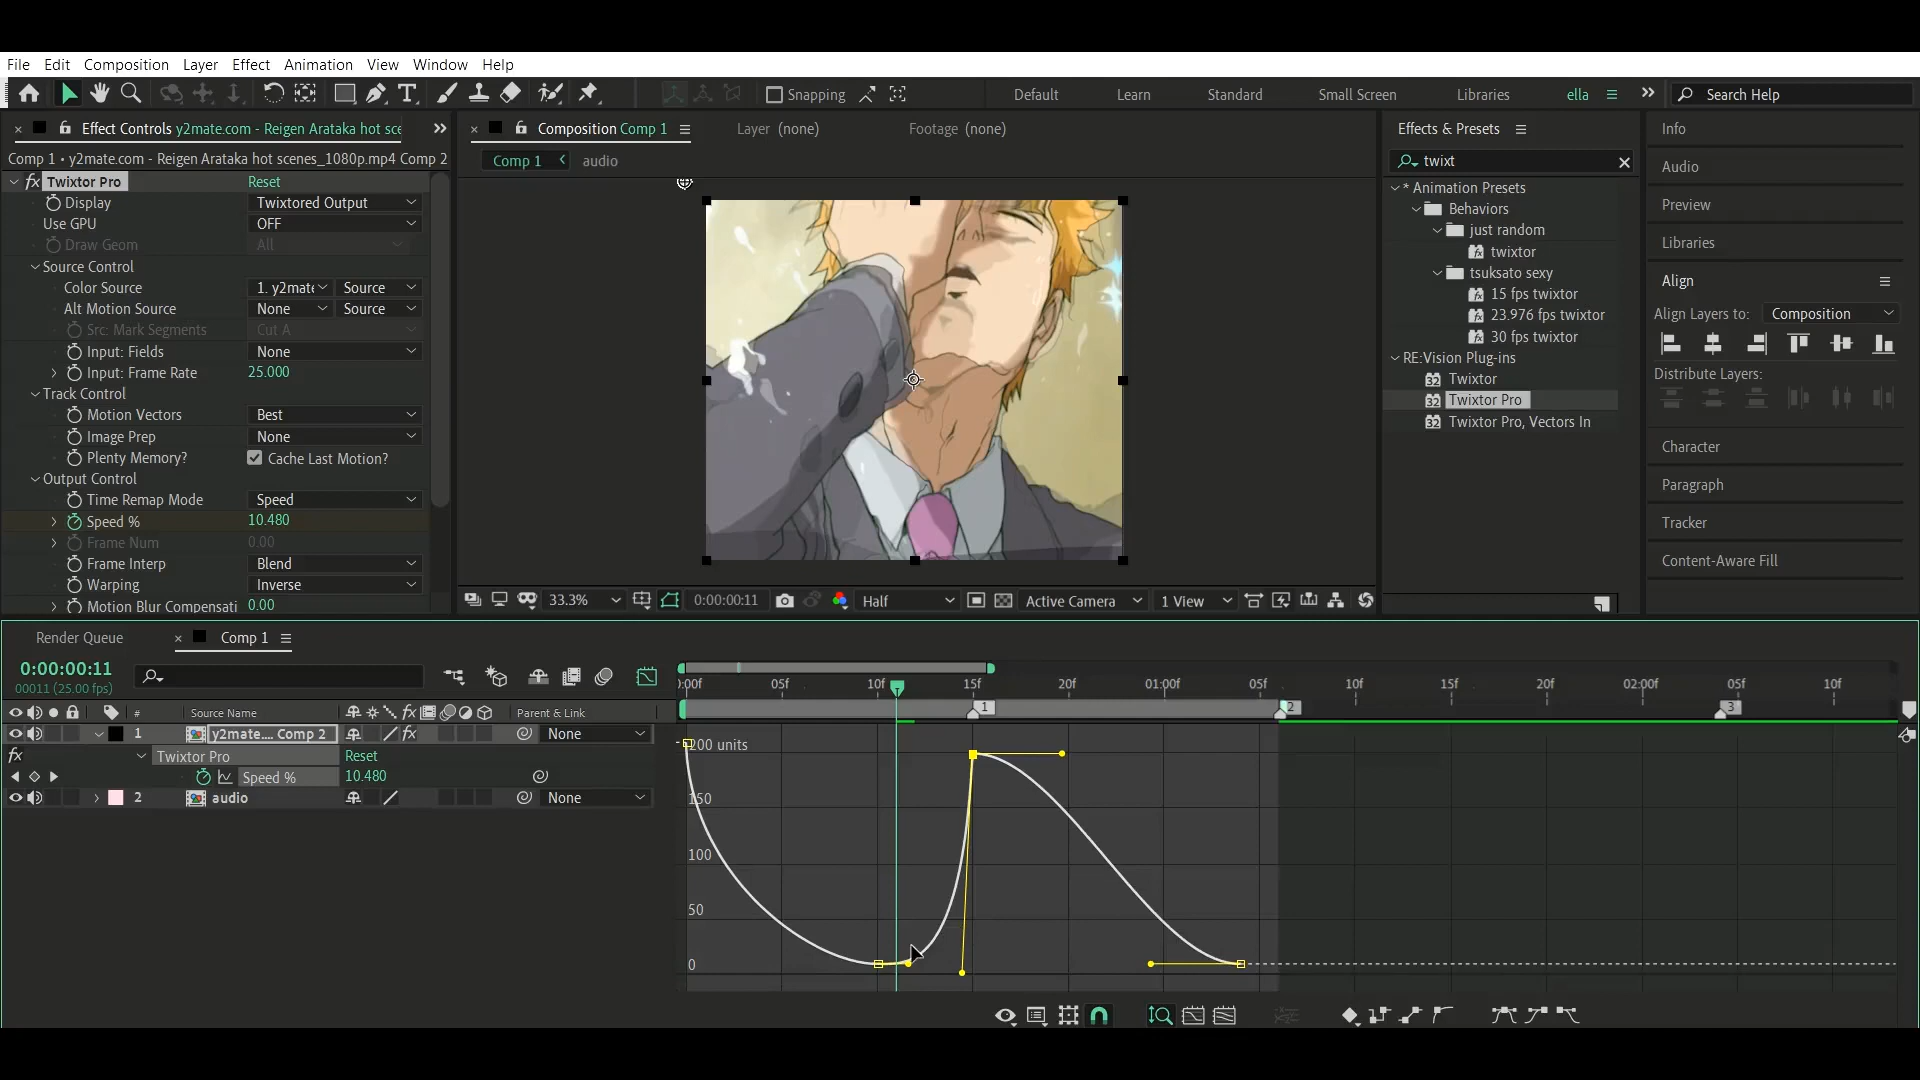 File Edit Composition Layer Effect Animation View Window Help
Snapping Default Learn Standard Small Screen Libraries ella Search Help
Effect Controls y2mate.com - Reigen Arataka hot sce
Comp 1 • y2mate.com - Reigen Arataka hot scenes_1080p.mp4 Comp 2
fx Twixtor Pro Reset
Display Twixtored Output
Use GPU OFF
Draw Geom All
Source Control
Color Source 1. y2mate Source
Alt Motion Source None Source
Src: Mark Segments Cut A
Input: Fields None
Input: Frame Rate 25.000
Track Control
Motion Vectors Best
Image Prep None
Plenty Memory? Cache Last Motion?
Output Control
Time Remap Mode Speed
Speed % 10.480
Frame Num 0.00
Frame Interp Blend
Warping Inverse
Motion Blur Compensati 0.00
Composition Comp 1 Layer (none) Footage (none)
Comp 1 audio
33.3% 0:00:00:11 Half Active Camera 1 View
Effects & Presets
twixt
* Animation Presets
Behaviors
just random
twixtor
tsuksato sexy
15 fps twixtor
23.976 fps twixtor
30 fps twixtor
RE:Vision Plug-ins
32 Twixtor
32 Twixtor Pro
32 Twixtor Pro, Vectors In
Info
Audio
Preview
Libraries
Align
Align Layers to: Composition
Distribute Layers:
Character
Paragraph
Tracker
Content-Aware Fill
Render Queue Comp 1
0:00:00:11
00011 (25.00 fps)
# Source Name fx Parent & Link
1 y2mate.... Comp 2 fx None
fx Twixtor Pro Reset
Speed % 10.480
2 audio None
:00f 05f 10f 15f 20f 01:00f 05f 10f 15f 20f 02:00f 05f 10f
1 2 3
200 units
150
100
50
0